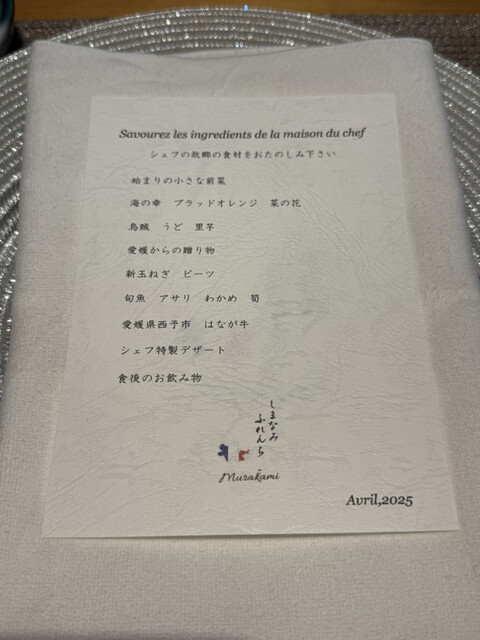 Savourez les ingredients de la maison du chef
シェフの故郷の食材をおたのしみ下さい
始まりの小さな前菜
海の幸　ブラッドオレンジ　菜の花
烏賊　うど　里芋
愛媛からの贈り物
新玉ねぎ　ビーツ
旬魚　アサリ　わかめ　筍
愛媛県西予市　はなが牛
シェフ特製デザート
食後のお飲み物
しまなみ
ふれんち
Murakami
Avril,2025